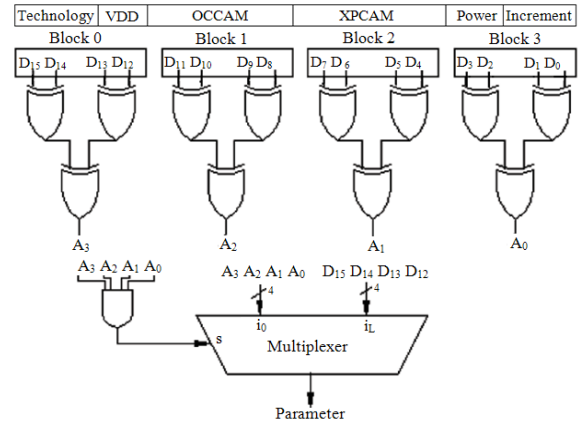 Technology VDD OCCAM XPCAM Power Increment
Block 0 Block 1 Block 2 Block 3
D15 D14 D13 D12 D11 D10 D9 D8 D7 D6 D5 D4 D3 D2 D1 D0
A3 A2 A1 A0
A3 A2 A1 A0 A3 A2 A1 A0 D15 D14 D13 D12
4 4
i0 iL
s Multiplexer
Parameter